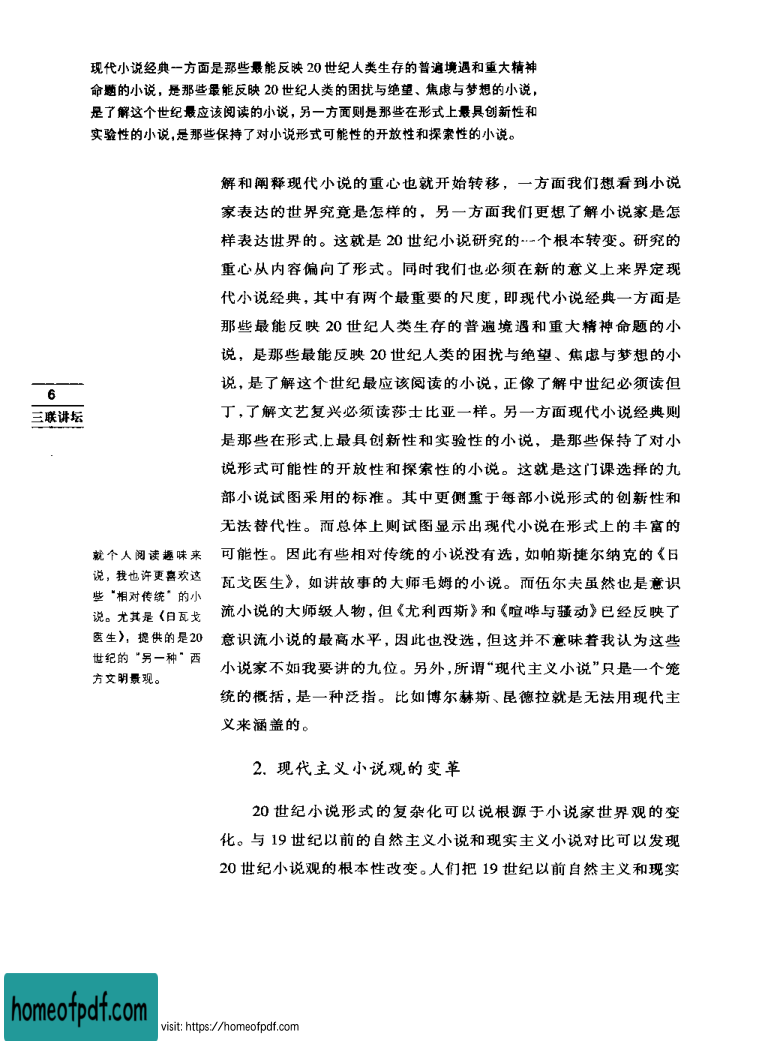 现代小说经典一方面是那些最能反映20世纪人类生存的普遍境遇和重大精神
命题的小说，是那些最能反映20世纪人类的困扰与绝望、焦虑与梦想的小说，
是了解这个世纪最应该阅读的小说，另一方面则是那些在形式上最具创新性和
实验性的小说,是那些保持了对小说形式可能性的开放性和探索性的小说。
解和阐释现代小说的重心也就开始转移，一方面我们想看到小说
家表达的世界究竟是怎样的，另一方面我们更想了解小说家是怎
样表达世界的。这就是20世纪小说研究的一个根本转变。研究的
重心从内容偏向了形式。同时我们也必须在新的意义上来界定现
代小说经典，其中有两个最重要的尺度，即现代小说经典一方面是
那些最能反映20世纪人类生存的普遍境遇和重大精神命题的小
说，是那些最能反映20世纪人类的困扰与绝望、焦虑与梦想的小
说，是了解这个世纪最应该阅读的小说，正像了解中世纪必须读但
丁，了解文艺复兴必须读莎士比亚一样。另一方面现代小说经典则
是那些在形式上最具创新性和实验性的小说，是那些保持了对小
说形式可能性的开放性和探索性的小说。这就是这门课选择的九
部小说试图采用的标准。其中更侧重于每部小说形式的创新性和
无法替代性。而总体上则试图显示出现代小说在形式上的丰富的
可能性。因此有些相对传统的小说没有选，如帕斯捷尔纳克的《日
瓦戈医生》，如讲故事的大师毛姆的小说。而伍尔夫虽然也是意识
流小说的大师级人物，但《尤利西斯》和《喧哗与骚动》已经反映了
意识流小说的最高水平，因此也没选，但这并不意味着我认为这些
小说家不如我要讲的九位。另外，所谓“现代主义小说”只是一个笼
统的概括，是一种泛指。比如博尔赫斯、昆德拉就是无法用现代主
义来涵盖的。
6
三联讲坛
就个人阅读趣味来
说，我也许更喜欢这
些“相对传统”的小
说。尤其是《日瓦戈
医生》，提供的是20
世纪的“另一种”西
方文明景观。
2. 现代主义小说观的变革
20世纪小说形式的复杂化可以说根源于小说家世界观的变
化。与19世纪以前的自然主义小说和现实主义小说对比可以发现
20世纪小说观的根本性改变。人们把19世纪以前自然主义和现实
homeofpdf.com
visit: https://homeofpdf.com